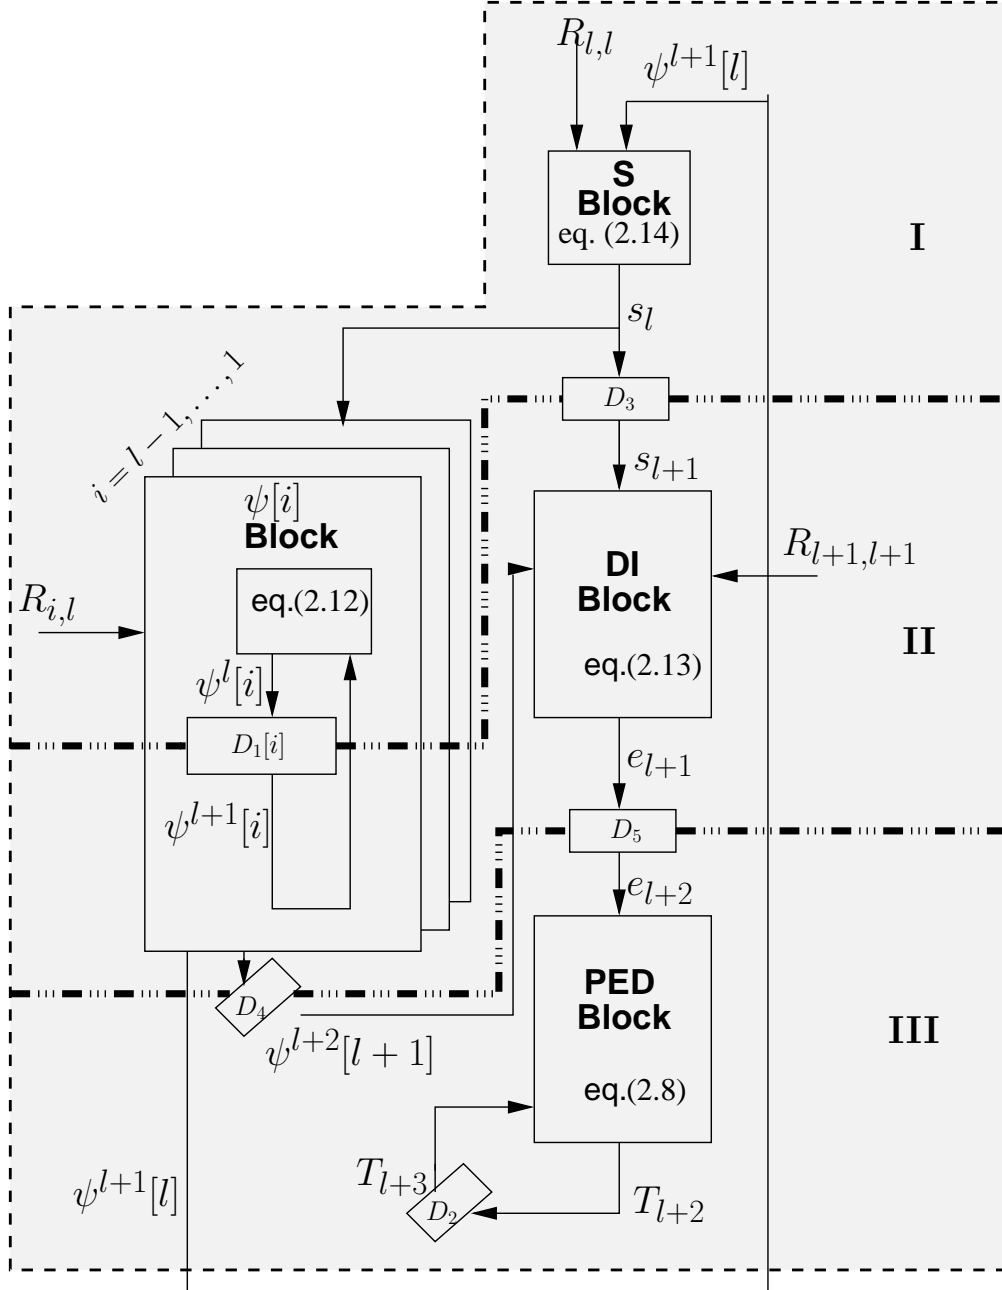 R_{l,l}
ψ^{l+1}[l]
S
Block
eq. (2.14)
I
s_l
D_3
i = l − 1, . . . , 1
s_{l+1}
ψ[i]
Block
DI
Block
eq.(2.13)
R_{l+1,l+1}
R_{i,l}
eq.(2.12)
II
ψ^l[i]
D_1[i]
e_{l+1}
ψ^{l+1}[i]
D_5
e_{l+2}
PED
Block
eq.(2.8)
D_4
III
ψ^{l+2}[l + 1]
ψ^{l+1}[l]
T_{l+3}
D_2
T_{l+2}